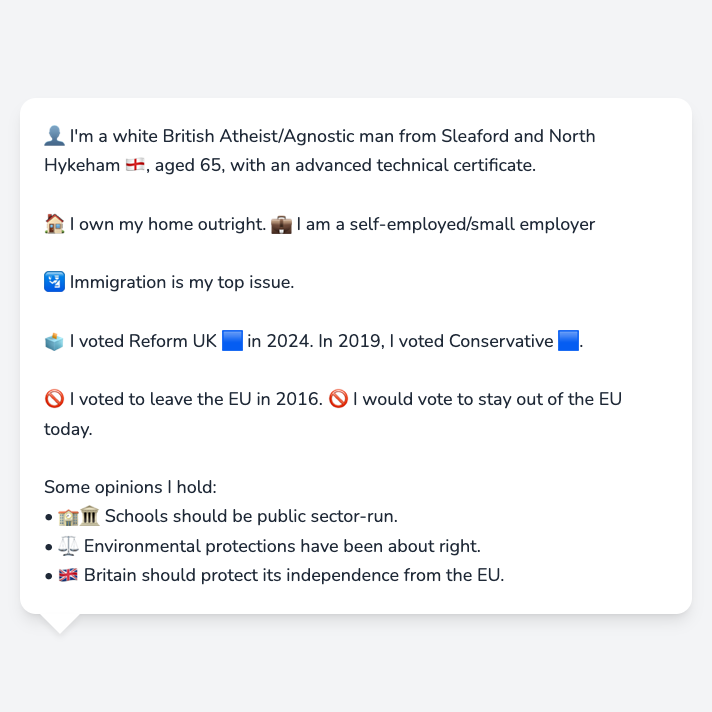 👤 I'm a white British Atheist/Agnostic man from Sleaford and North
Hykeham 🏴󠁧󠁢󠁥󠁮󠁧󠁿, aged 65, with an advanced technical certificate.
🏠 I own my home outright. 💼 I am a self-employed/small employer
🛂 Immigration is my top issue.
🗳️ I voted Reform UK 🟦 in 2024. In 2019, I voted Conservative 🟦.
🚫 I voted to leave the EU in 2016. 🚫 I would vote to stay out of the EU
today.
Some opinions I hold:
• 🏫🏛️ Schools should be public sector-run.
• ⚖️ Environmental protections have been about right.
• 🇬🇧 Britain should protect its independence from the EU.